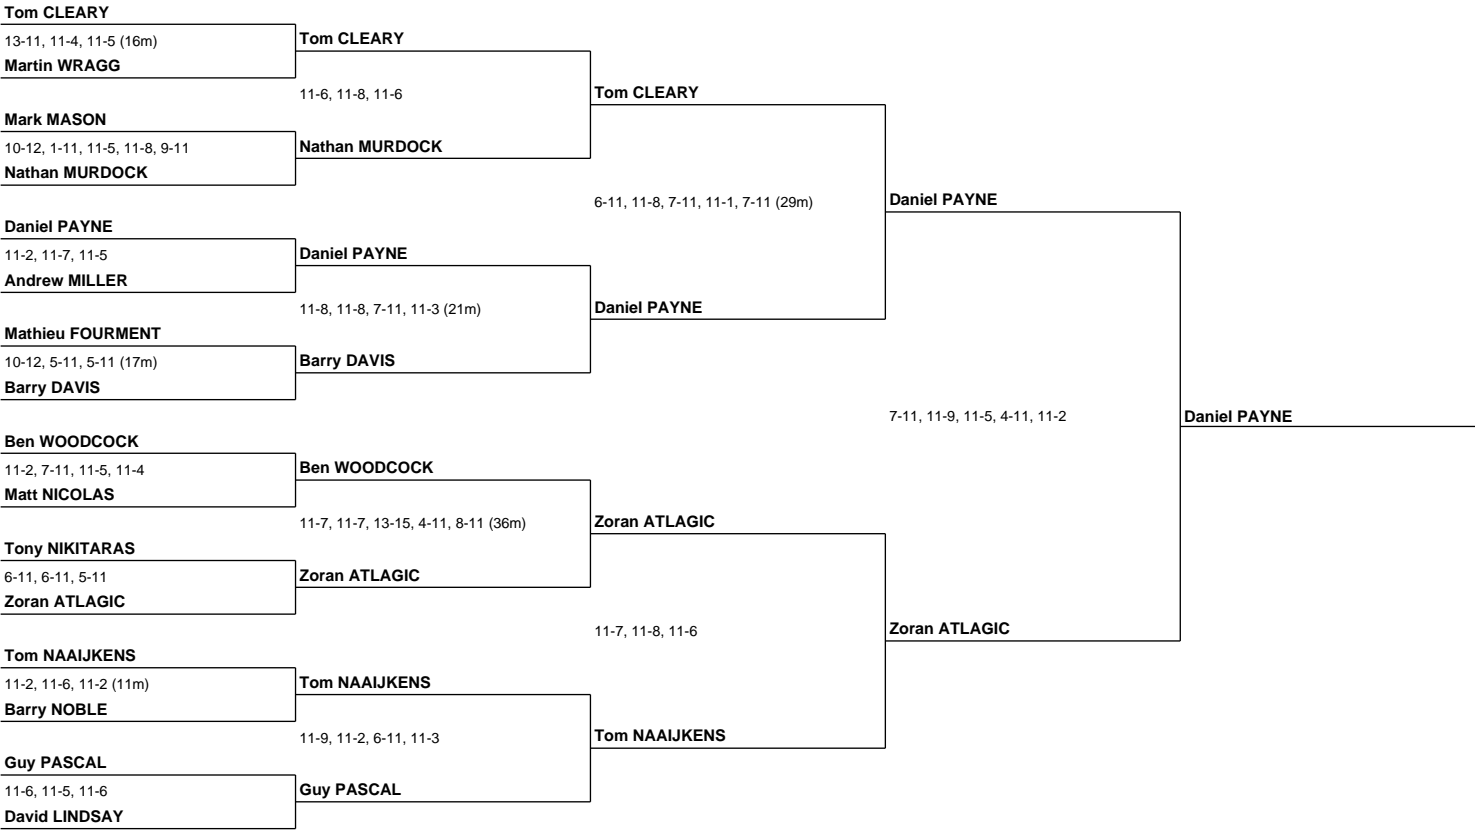 Tom CLEARY
13-11, 11-4, 11-5 (16m)
Martin WRAGG
Mark MASON
10-12, 1-11, 11-5, 11-8, 9-11
Nathan MURDOCK
Daniel PAYNE
11-2, 11-7, 11-5
Andrew MILLER
Mathieu FOURMENT
10-12, 5-11, 5-11 (17m)
Barry DAVIS
Ben WOODCOCK
11-2, 7-11, 11-5, 11-4
Matt NICOLAS
Tony NIKITARAS
6-11, 6-11, 5-11
Zoran ATLAGIC
Tom NAAIJKENS
11-2, 11-6, 11-2 (11m)
Barry NOBLE
Guy PASCAL
11-6, 11-5, 11-6
David LINDSAY
Tom CLEARY
11-6, 11-8, 11-6
Nathan MURDOCK
Daniel PAYNE
11-8, 11-8, 7-11, 11-3 (21m)
Barry DAVIS
Ben WOODCOCK
11-7, 11-7, 13-15, 4-11, 8-11 (36m)
Zoran ATLAGIC
Tom NAAIJKENS
11-9, 11-2, 6-11, 11-3
Guy PASCAL
Tom CLEARY
6-11, 11-8, 7-11, 11-1, 7-11 (29m)
Daniel PAYNE
Zoran ATLAGIC
11-7, 11-8, 11-6
Tom NAAIJKENS
Daniel PAYNE
7-11, 11-9, 11-5, 4-11, 11-2
Zoran ATLAGIC
Daniel PAYNE